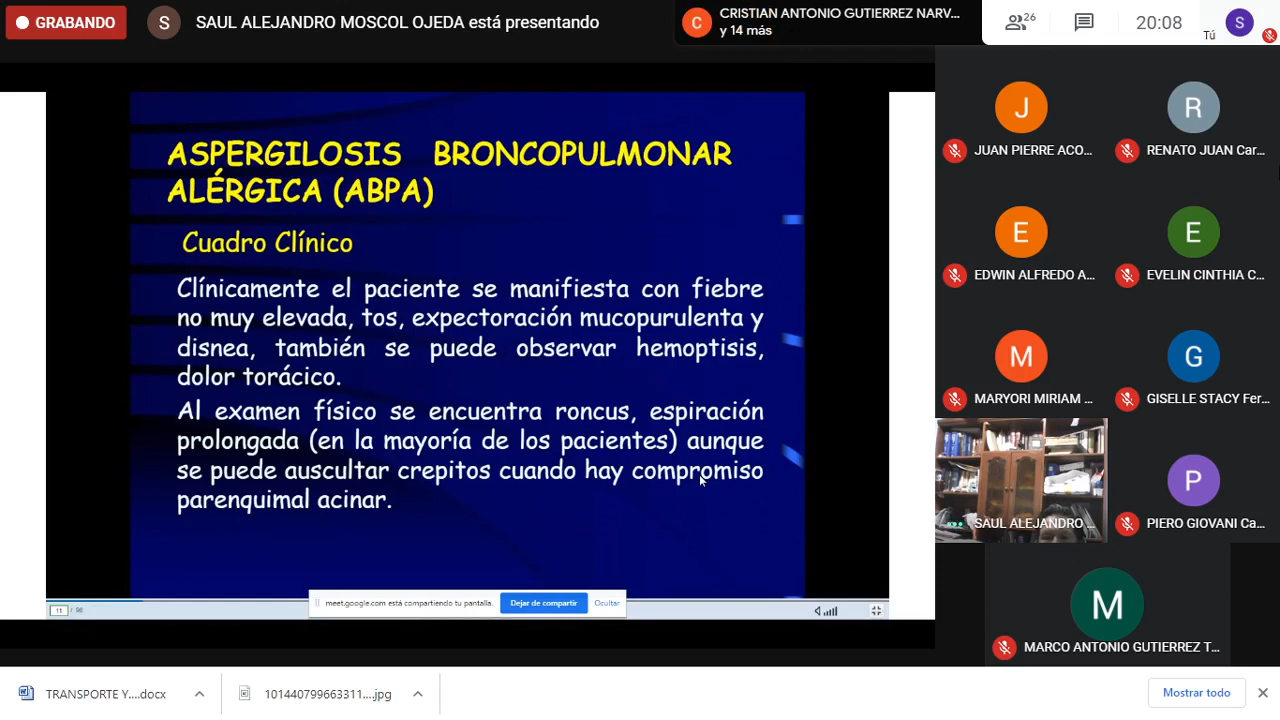 GRABANDO
S
SAUL ALEJANDRO MOSCOL OJEDA está presentando
C
CRISTIAN ANTONIO GUTIERREZ NARV...
y 14 más
26
20:08
Tú
S
ASPERGILOSIS BRONCOPULMONAR
ALÉRGICA (ABPA)
Cuadro Clínico
Clínicamente el paciente se manifiesta con fiebre
no muy elevada, tos, expectoración mucopurulenta y
disnea, también se puede observar hemoptisis,
dolor torácico.
Al examen físico se encuentra roncus, espiración
prolongada (en la mayoría de los pacientes) aunque
se puede auscultar crepitos cuando hay compromiso
parenquimal acinar.
11 / 96
meet.google.com está compartiendo tu pantalla.
Dejar de compartir
Ocultar
J
JUAN PIERRE ACO...
R
RENATO JUAN Car...
E
EDWIN ALFREDO A...
E
EVELIN CINTHIA C...
M
MARYORI MIRIAM ...
G
GISELLE STACY Fer...
SAUL ALEJANDRO ...
P
PIERO GIOVANI Ca...
M
MARCO ANTONIO GUTIERREZ T...
TRANSPORTE Y....docx
101440799663311....jpg
Mostrar todo